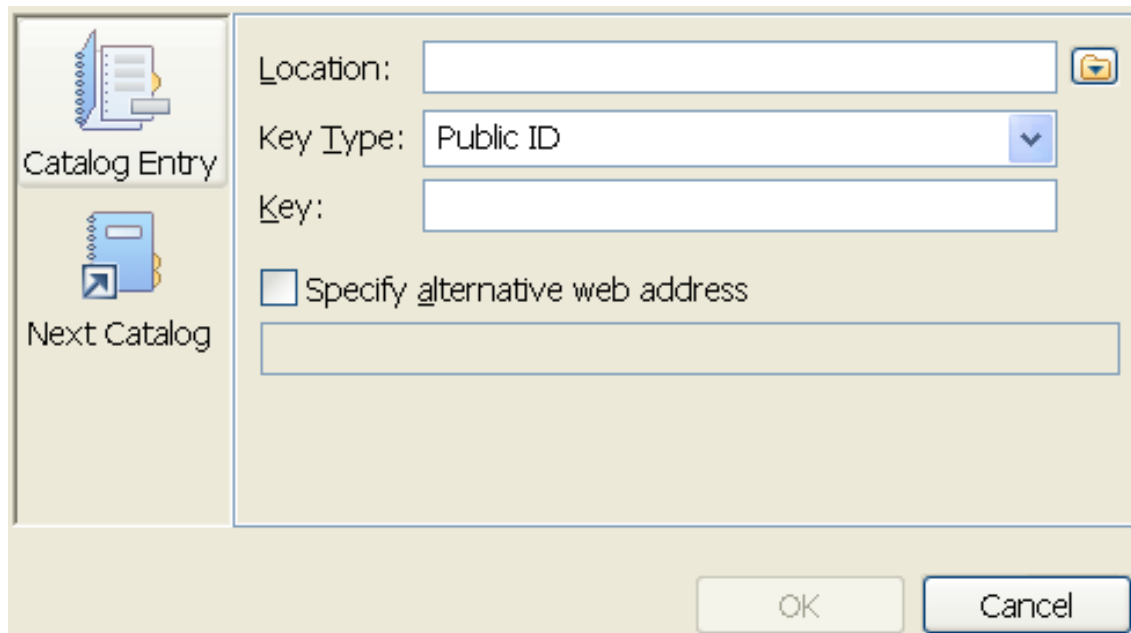 Catalog Entry
Next Catalog
Location:
Key Type: Public ID
Key:
Specify alternative web address
OK Cancel